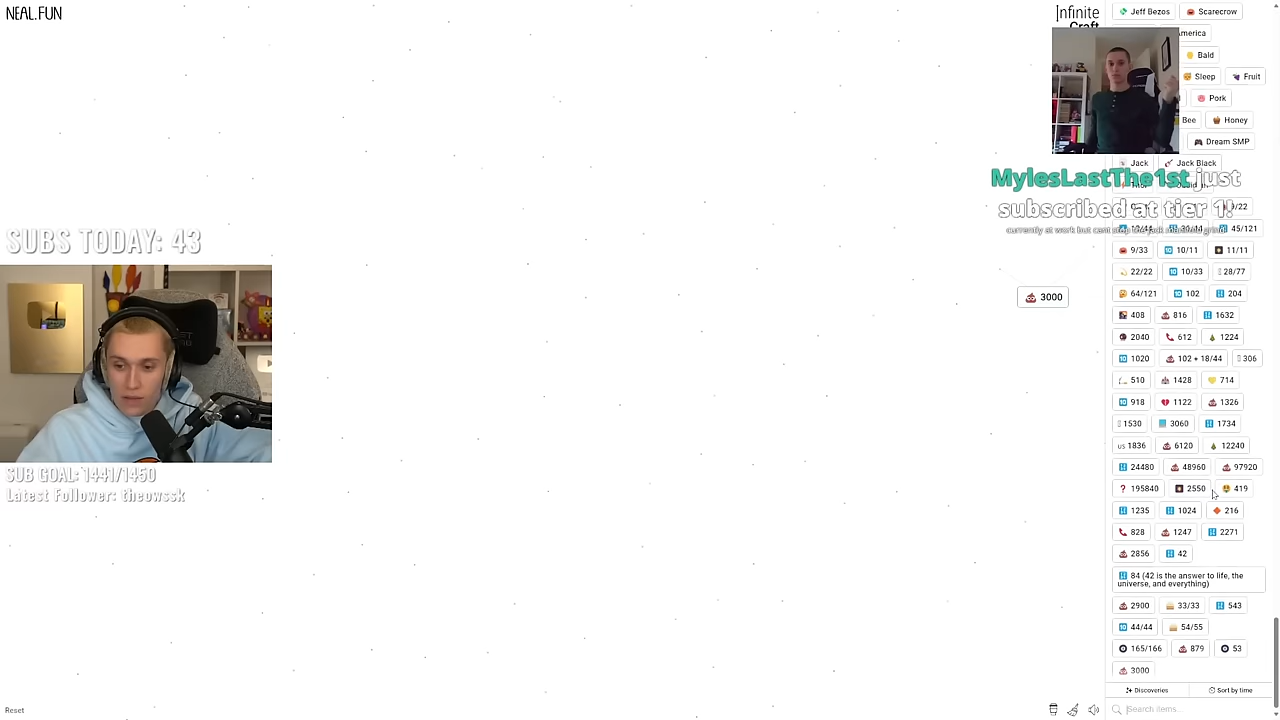 NEAL.FUN
Infinite
Craft
Jeff Bezos Scarecrow
America
Bald
Sleep Fruit
Pork
Bee Honey
Dream SMP
Jack Jack Black
MylesLastThe1st just
subscribed at tier 1!
45/121
9/33 10/11 11/11
22/22 10/33 28/77
64/121 102 204
408 816 1632
2040 612 1224
1020 102 + 18/44 306
510 1428 714
918 1122 1326
1530 3060 1734
US 1836 6120 12240
24480 48960 97920
195840 2550 419
1235 1024 216
828 1247 2271
2856 42
84 (42 is the answer to life, the
universe, and everything)
2900 33/33 543
44/44 54/55
165/166 879 53
3000
3000
SUBS TODAY: 43
SUB GOAL: 1441/1450
Latest Follower: theowssk
Discoveries Sort by time
Search items...
Reset